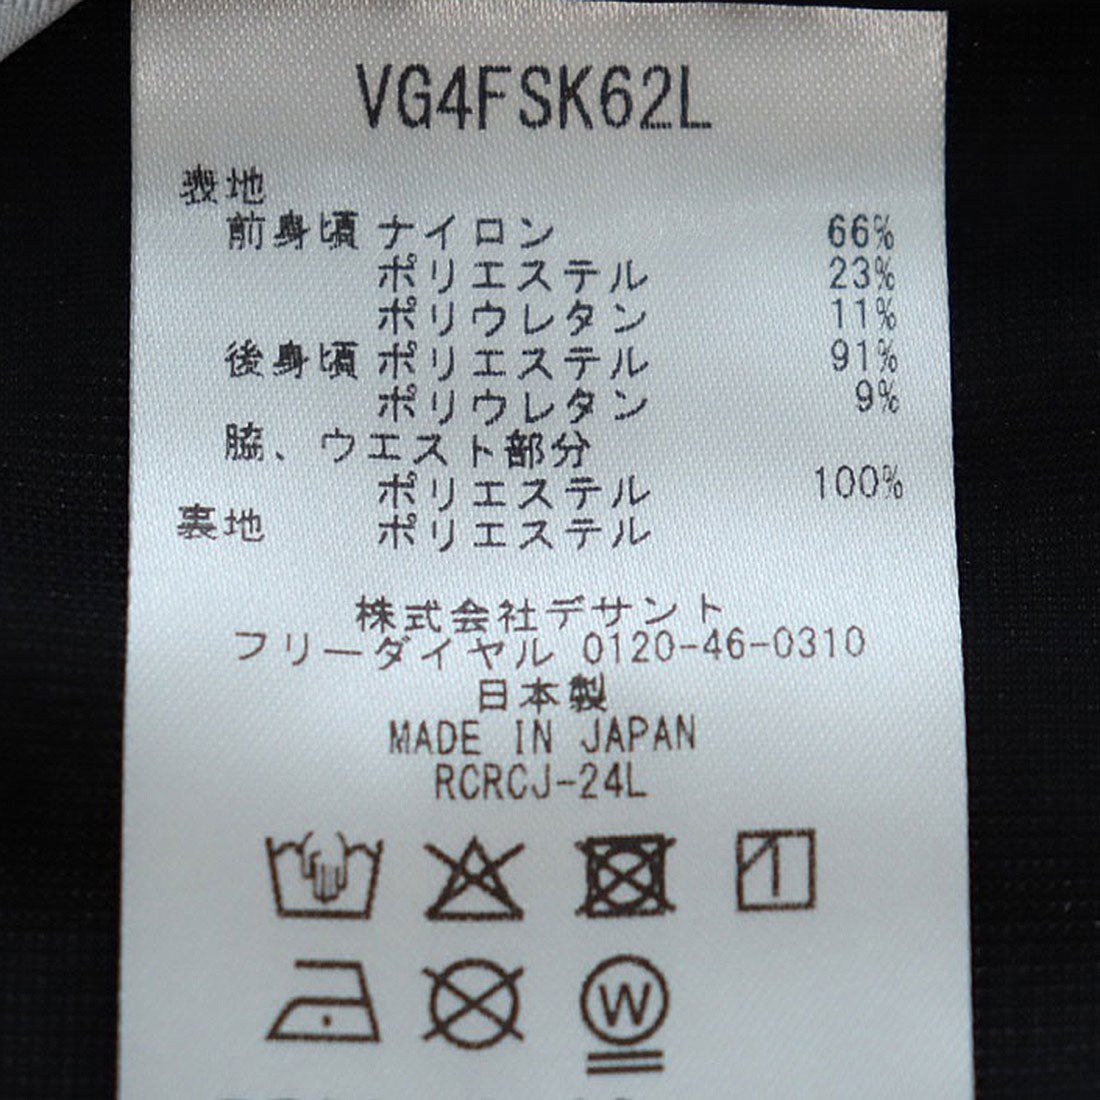 VG4FSK62L
表地
前身頃 ナイロン 66%
ポリエステル 23%
ポリウレタン 11%
後身頃 ポリエステル 91%
ポリウレタン 9%
脇、ウエスト部分
ポリエステル 100%
裏地 ポリエステル
株式会社デサント
フリーダイヤル 0120-46-0310
日本製
MADE IN JAPAN
RCRCJ-24L
W